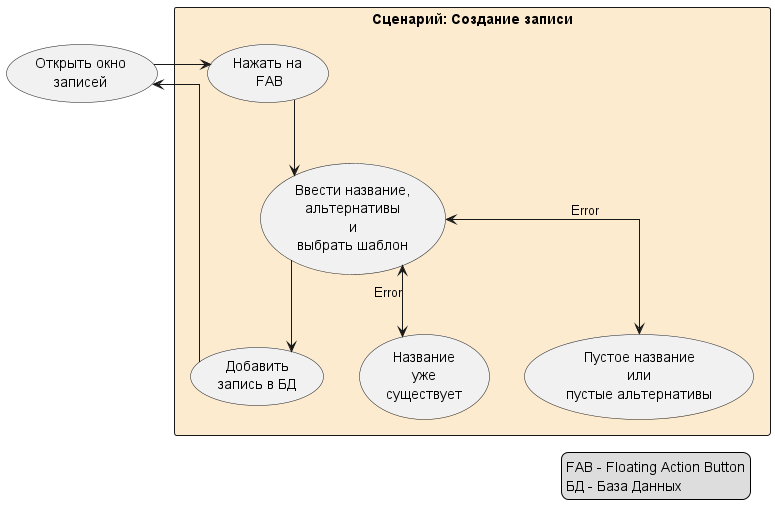 Сценарий: Создание записи
Открыть окно
записей
Нажать на
FAB
Ввести название,
альтернативы
и
выбрать шаблон
Error
Error
Добавить
запись в БД
Название
уже
существует
Пустое название
или
пустые альтернативы
FAB - Floating Action Button
БД - База Данных